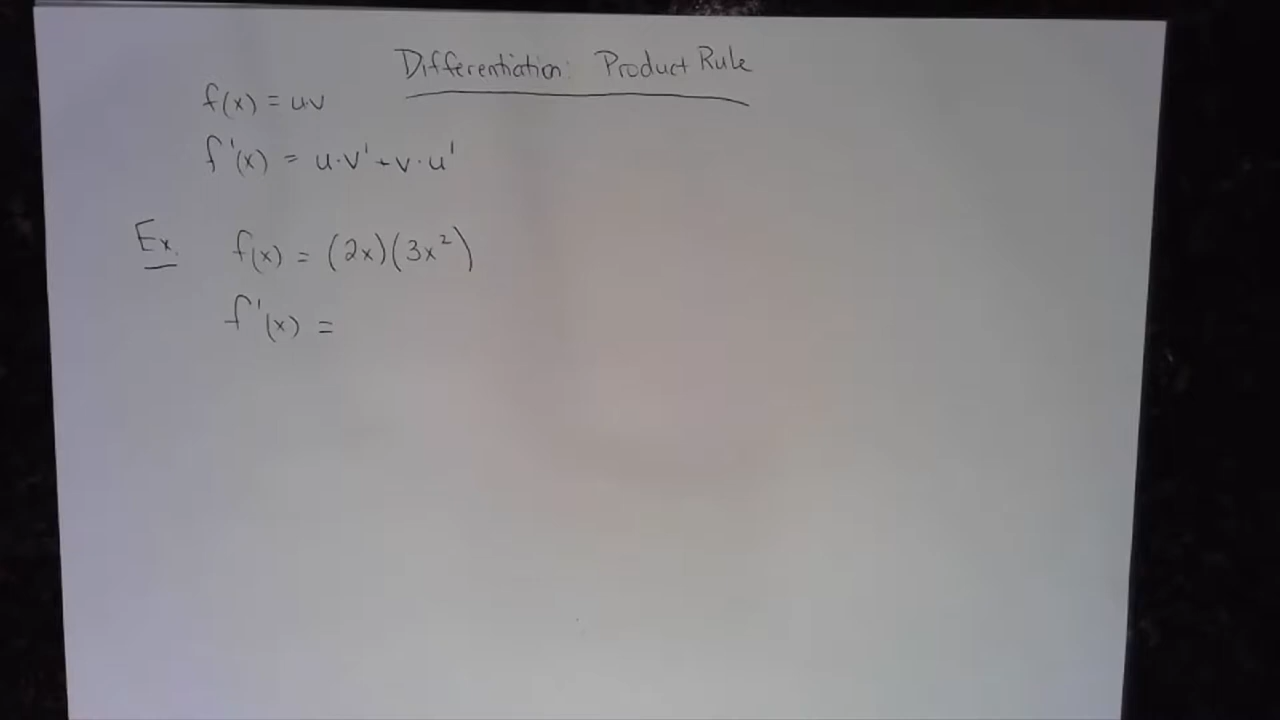 Differentiation: Product Rule
f(x) = u·v
f'(x) = u·v' + v·u'
Ex. f(x) = (2x)(3x²)
f'(x) =